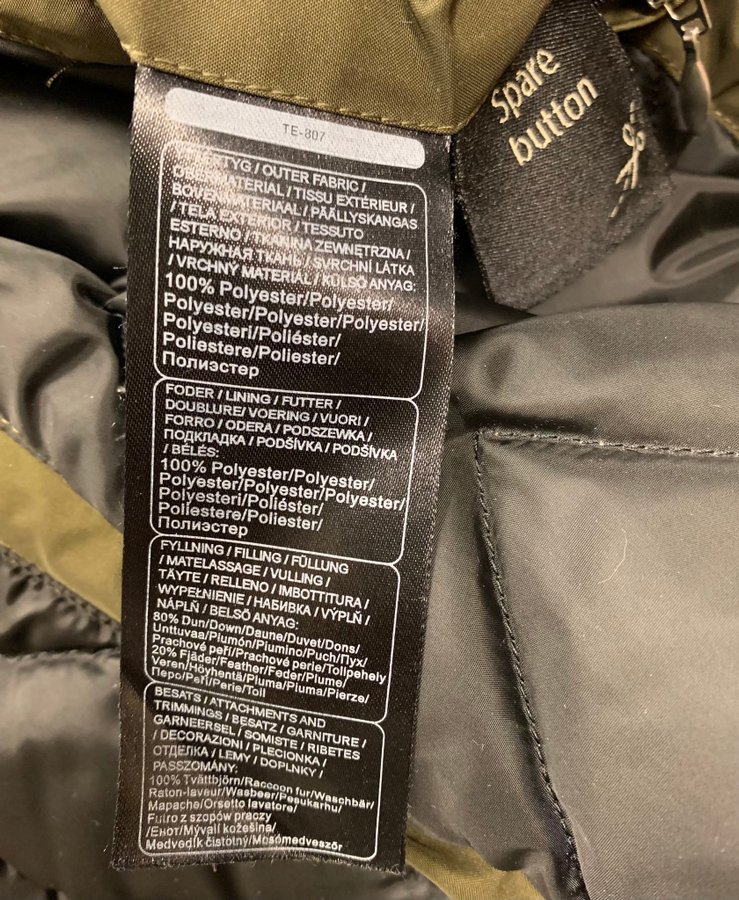 TE-807
YTTERTYG / OUTER FABRIC /
OBERMATERIAL / TISSU EXTÉRIEUR /
BOVENMATERIAAL / PÄÄLLYSKANGAS
/ TELA EXTERIOR / TESSUTO
ESTERNO / TKANINA ZEWNĘTRZNA /
НАРУЖНАЯ ТКАНЬ / SVRCHNÍ LÁTKA
/ VRCHNÝ MATERIÁL / KÜLSŐ ANYAG:
100% Polyester/Polyester/
Polyester/Polyester/Polyester/
Polyesteri/Poliéster/
Poliestere/Poliester/
Полиэстер
FODER / LINING / FUTTER /
DOUBLURE/ VOERING / VUORI /
FORRO / ODERA / PODSZEWKA /
ПОДКЛАДКА / PODŠÍVKA / PODŠÍVKA
/ BÉLÉS:
100% Polyester/Polyester/
Polyester/Polyester/Polyester/
Polyesteri/Poliéster/
Poliestere/Poliester/
Полиэстер
FYLLNING / FILLING / FÜLLUNG
/ MATELASSAGE / VULLING /
TÄYTE / RELLENO / IMBOTTITURA /
WYPEŁNIENIE / НАБИВКА / VÝPLŇ /
NÁPLŇ / BELSŐ ANYAG:
80% Dun/Down/Daune/Duvet/Dons/
Unttuvaa/Plumón/Piumino/Puch/Пух/
Prachové peří/Prachové perie/Tollpehely
20% Fjäder/Feather/Feder/Plume/
Veren/Höyhentä/Pluma/Piuma/Pierze/
Перо/Peří/Perie/Toll
BESATS / ATTACHMENTS AND
TRIMMINGS / BESATZ / GARNITURE /
GARNEERSEL / SOMISTE / RIBETES
/ DECORAZIONI / PLECIONKA /
ОТДЕЛКА / LEMY / DOPLNKY /
PASSZOMÁNY:
100% Tvättbjörn/Raccoon fur/Waschbär/
Raton-laveur/Wasbeer/Pesukarhu/
Mapache/Orsetto lavatore/
Futro z szopów praczy
/Енот/Mývalí kožešina/
Medvedík čistotný/Mosómedveszőr
Spare
button